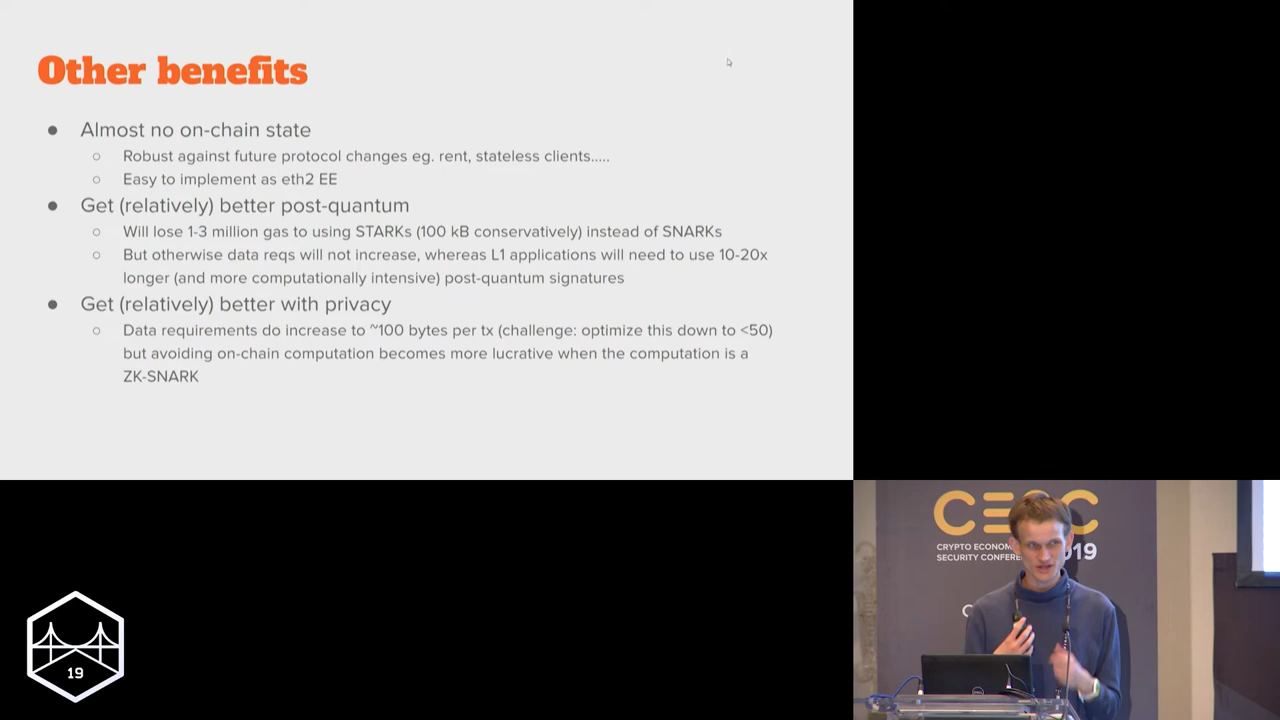 Other benefits
● Almost no on-chain state
○ Robust against future protocol changes eg. rent, stateless clients.....
○ Easy to implement as eth2 EE
● Get (relatively) better post-quantum
○ Will lose 1-3 million gas to using STARKs (100 kB conservatively) instead of SNARKs
○ But otherwise data reqs will not increase, whereas L1 applications will need to use 10-20x
longer (and more computationally intensive) post-quantum signatures
● Get (relatively) better with privacy
○ Data requirements do increase to ~100 bytes per tx (challenge: optimize this down to <50)
but avoiding on-chain computation becomes more lucrative when the computation is a
ZK-SNARK
CRYPTO ECONOM
SECURITY CONFERE
19